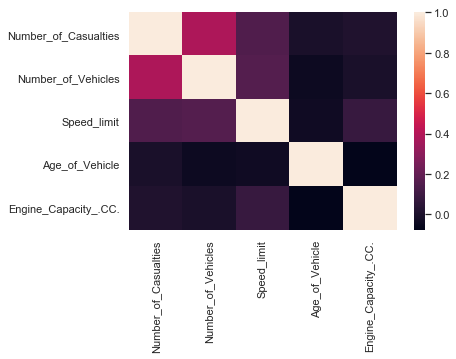 Number_of_Casualties
Number_of_Vehicles
Speed_limit
Age_of_Vehicle
Engine_Capacity_.CC.
Number_of_Casualties
Number_of_Vehicles
Speed_limit
Age_of_Vehicle
Engine_Capacity_.CC.
1.0
0.8
0.6
0.4
0.2
0.0